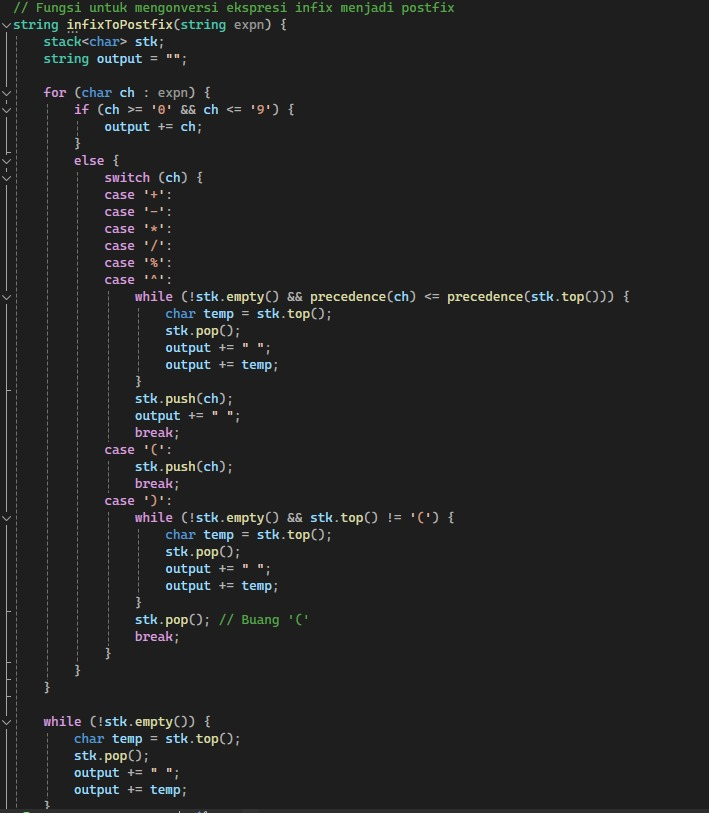 // Fungsi untuk mengonversi ekspresi infix menjadi postfix
string infixToPostfix(string expn) {
    stack<char> stk;
    string output = "";

    for (char ch : expn) {
        if (ch >= '0' && ch <= '9') {
            output += ch;
        }
        else {
            switch (ch) {
            case '+':
            case '-':
            case '*':
            case '/':
            case '%':
            case '^':
                while (!stk.empty() && precedence(ch) <= precedence(stk.top())) {
                    char temp = stk.top();
                    stk.pop();
                    output += " ";
                    output += temp;
                }
                stk.push(ch);
                output += " ";
                break;
            case '(':
                stk.push(ch);
                break;
            case ')':
                while (!stk.empty() && stk.top() != '(') {
                    char temp = stk.top();
                    stk.pop();
                    output += " ";
                    output += temp;
                }
                stk.pop(); // Buang '('
                break;
            }
        }
    }

    while (!stk.empty()) {
        char temp = stk.top();
        stk.pop();
        output += " ";
        output += temp;
    }